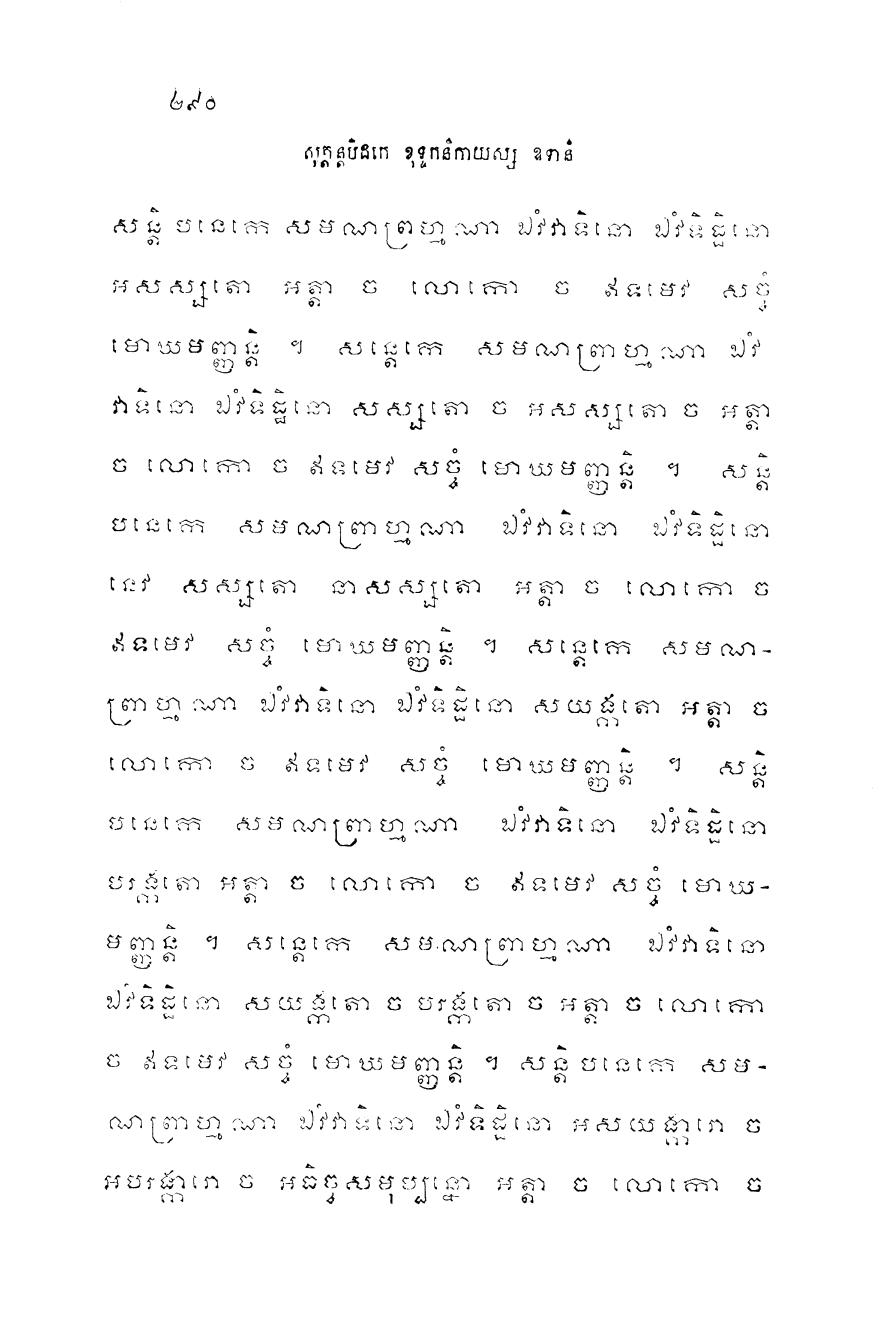 ២៩០
សុត្តន្តបិដកេ ខុទ្ទកនិកាយស្ស ឧទានំ
សន្តិ បនេកេ សមណព្រហ្មណា ឯវំវាទិនោ ឯវំទិដ្ឋិនោ
អសស្សតោ អត្តា ច លោកោ ច ឥទមេវ សច្ចំ
មោឃមញ្ញន្តិ ។ សន្តេកេ សមណព្រាហ្មណា ឯវំ
វាទិនោ ឯវំទិដ្ឋិនោ សស្សតោ ច អសស្សតោ ច អត្តា
ច លោកោ ច ឥទមេវ សច្ចំ មោឃមញ្ញន្តិ ។ សន្តិ
បនេកេ សមណព្រាហ្មណា ឯវំវាទិនោ ឯវំទិដ្ឋិនោ
នេវ សស្សតោ នាសស្សតោ អត្តា ច លោកោ ច
ឥទមេវ សច្ចំ មោឃមញ្ញន្តិ ។ សន្តេកេ សមណ-
ព្រាហ្មណា ឯវំវាទិនោ ឯវំទិដ្ឋិនោ សយង្កតោ អត្តា ច
លោកោ ច ឥទមេវ សច្ចំ មោឃមញ្ញន្តិ ។ សន្តិ
បនេកេ សមណព្រាហ្មណា ឯវំវាទិនោ ឯវំទិដ្ឋិនោ
បរង្កតោ អត្តា ច លោកោ ច ឥទមេវ សច្ចំ មោឃ-
មញ្ញន្តិ ។ សន្តេកេ សមណព្រាហ្មណា ឯវំវាទិនោ
ឯវំទិដ្ឋិនោ សយង្កតោ ច បរង្កតោ ច អត្តា ច លោកោ
ច ឥទមេវ សច្ចំ មោឃមញ្ញន្តិ ។ សន្តិបនេកេ សម-
ណព្រាហ្មណា ឯវំវាទិនោ ឯវំទិដ្ឋិនោ អសយង្ការោ ច
អបរង្ការោ ច អធិច្ចសមុប្បន្នោ អត្តា ច លោកោ ច